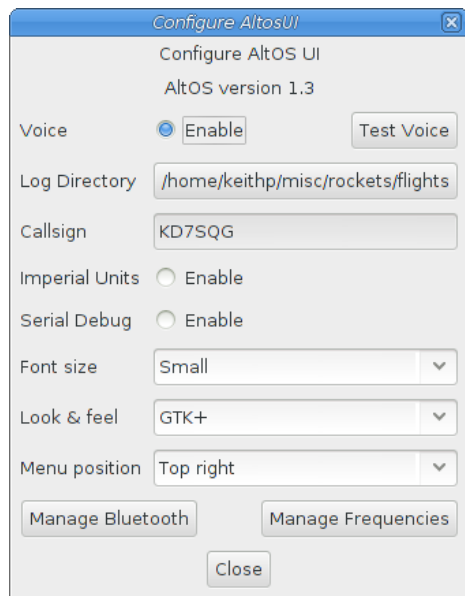 Configure AltosUI
Configure AltOS UI
AltOS version 1.3
Voice Enable Test Voice
Log Directory /home/keithp/misc/rockets/flights
Callsign KD7SQG
Imperial Units Enable
Serial Debug Enable
Font size Small
Look & feel GTK+
Menu position Top right
Manage Bluetooth Manage Frequencies
Close